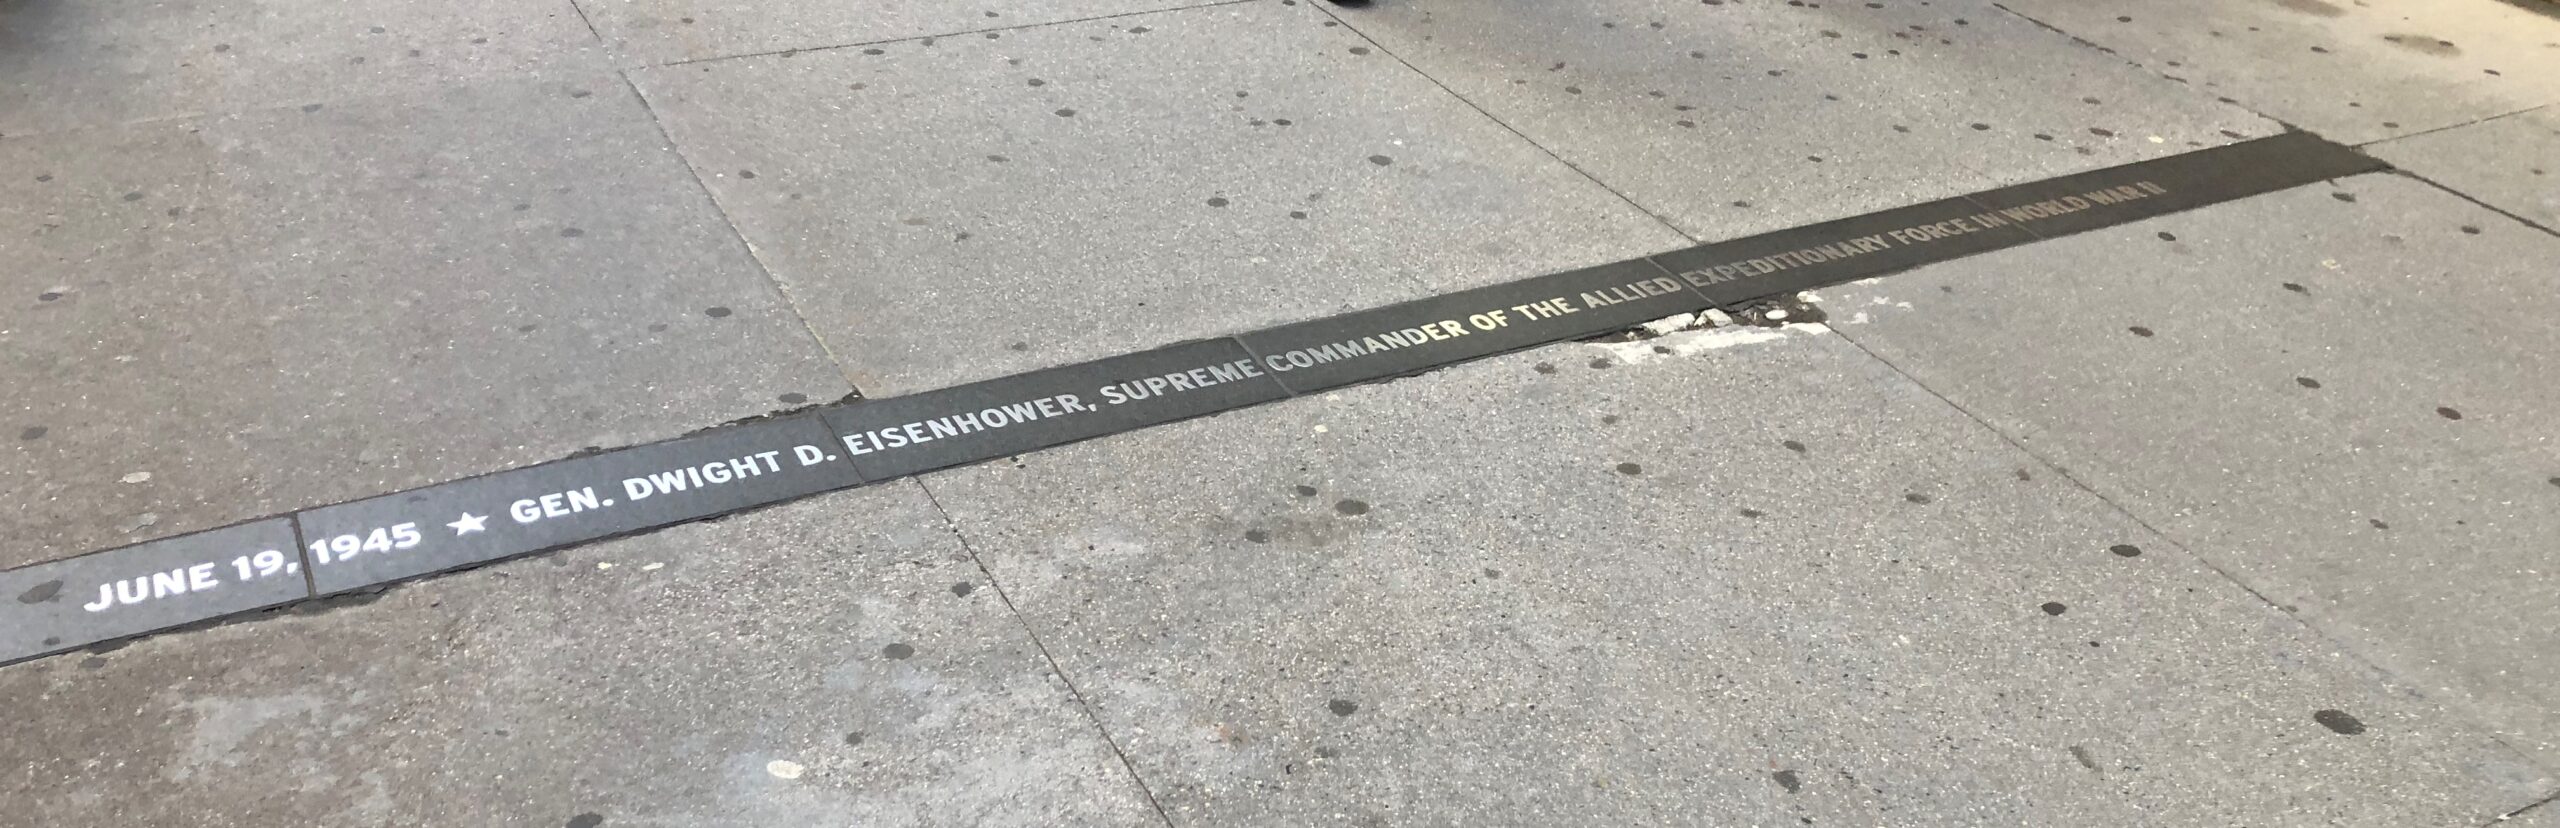 JUNE 19, 1945 ★ GEN. DWIGHT D. EISENHOWER, SUPREME COMMANDER OF THE ALLIED EXPEDITIONARY FORCE IN WORLD WAR II